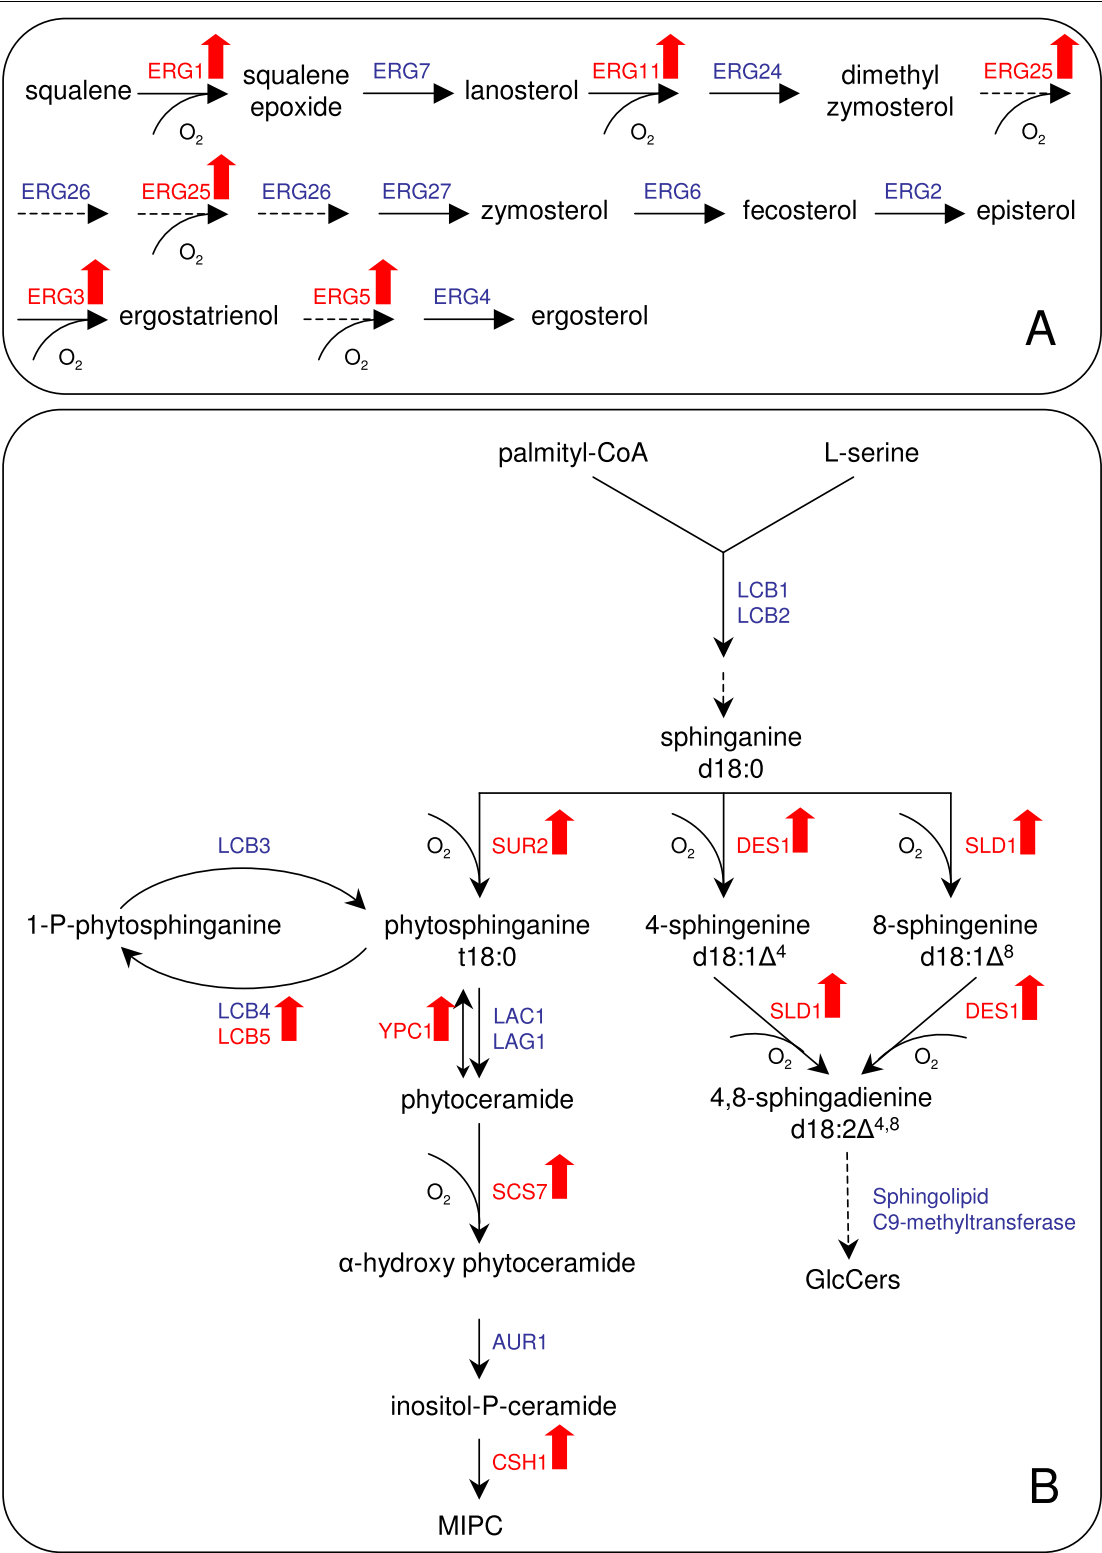 ERG1 squalene epoxide ERG7 ERG11 ERG24 dimethyl zymosterol ERG25
squalene lanosterol
O2 O2 O2
ERG26 ERG25 ERG26 ERG27 zymosterol ERG6 fecosterol ERG2 episterol
O2
ERG3 ergostatrienol ERG5 ERG4 ergosterol
O2 O2
A
palmityl-CoA L-serine
LCB1
LCB2
sphinganine
d18:0
LCB3 O2 SUR2 O2 DES1 O2 SLD1
1-P-phytosphinganine phytosphinganine 4-sphingenine 8-sphingenine
t18:0 d18:1Δ4 d18:1Δ8
LCB4 YPC1 LAC1 SLD1 DES1
LCB5 LAG1
O2 O2
phytoceramide 4,8-sphingadienine
d18:2Δ4,8
O2 SCS7 Sphingolipid
C9-methyltransferase
α-hydroxy phytoceramide GlcCers
AUR1
inositol-P-ceramide
CSH1
B
MIPC